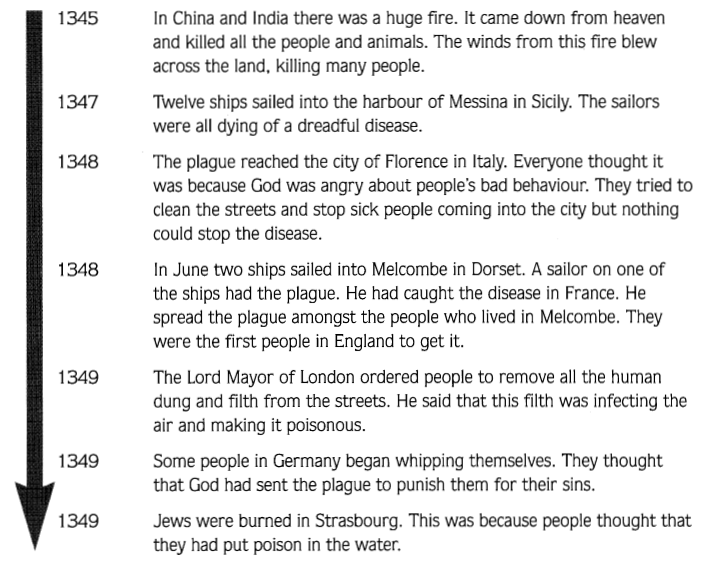 1345 In China and India there was a huge fire. It came down from heaven
and killed all the people and animals. The winds from this fire blew
across the land, killing many people.
1347 Twelve ships sailed into the harbour of Messina in Sicily. The sailors
were all dying of a dreadful disease.
1348 The plague reached the city of Florence in Italy. Everyone thought it
was because God was angry about people's bad behaviour. They tried to
clean the streets and stop sick people coming into the city but nothing
could stop the disease.
1348 In June two ships sailed into Melcombe in Dorset. A sailor on one of
the ships had the plague. He had caught the disease in France. He
spread the plague amongst the people who lived in Melcombe. They
were the first people in England to get it.
1349 The Lord Mayor of London ordered people to remove all the human
dung and filth from the streets. He said that this filth was infecting the
air and making it poisonous.
1349 Some people in Germany began whipping themselves. They thought
that God had sent the plague to punish them for their sins.
1349 Jews were burned in Strasbourg. This was because people thought that
they had put poison in the water.